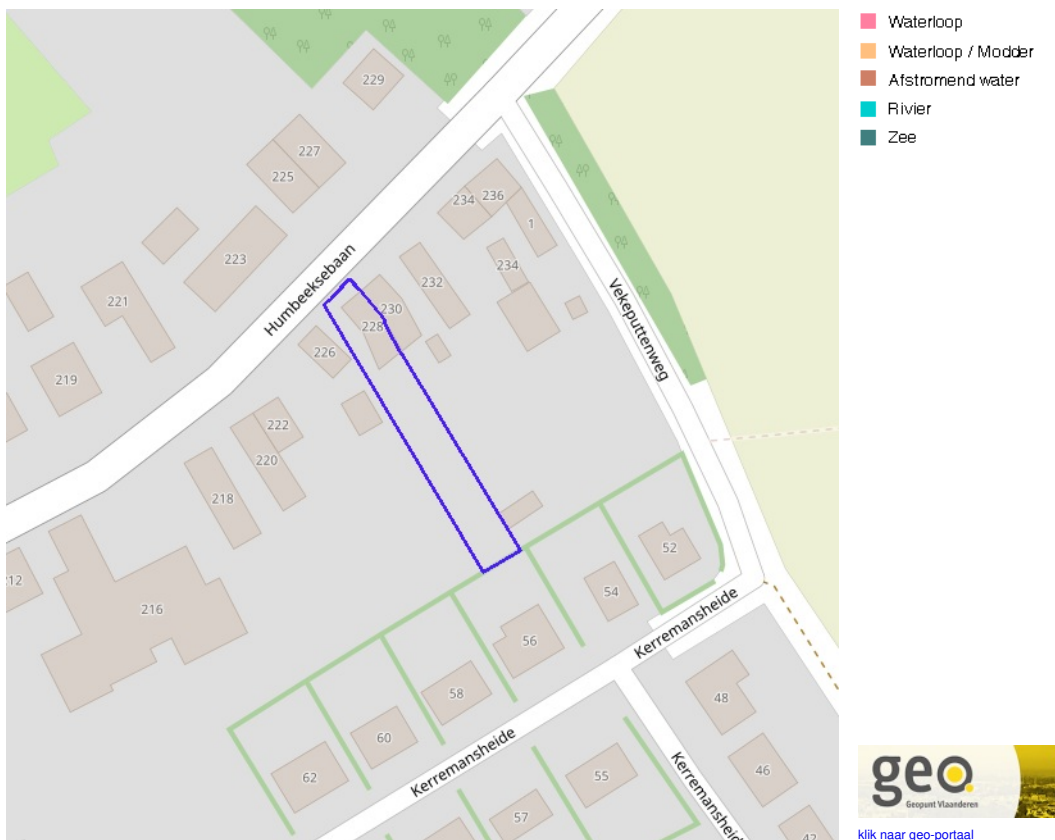 Waterloop
Waterloop / Modder
Afstromend water
Rivier
Zee
229
227
225
223
221
219
234
236
1
234
232
230
228
226
222
220
218
216
212
Humbeeksebaan
Vekeputtenweg
52
54
56
58
60
62
Kerremansheide
Kerremansheide
Kerremansheide
48
46
55
57
geo.
Geopunt Vlaanderen
klik naar geo-portaal